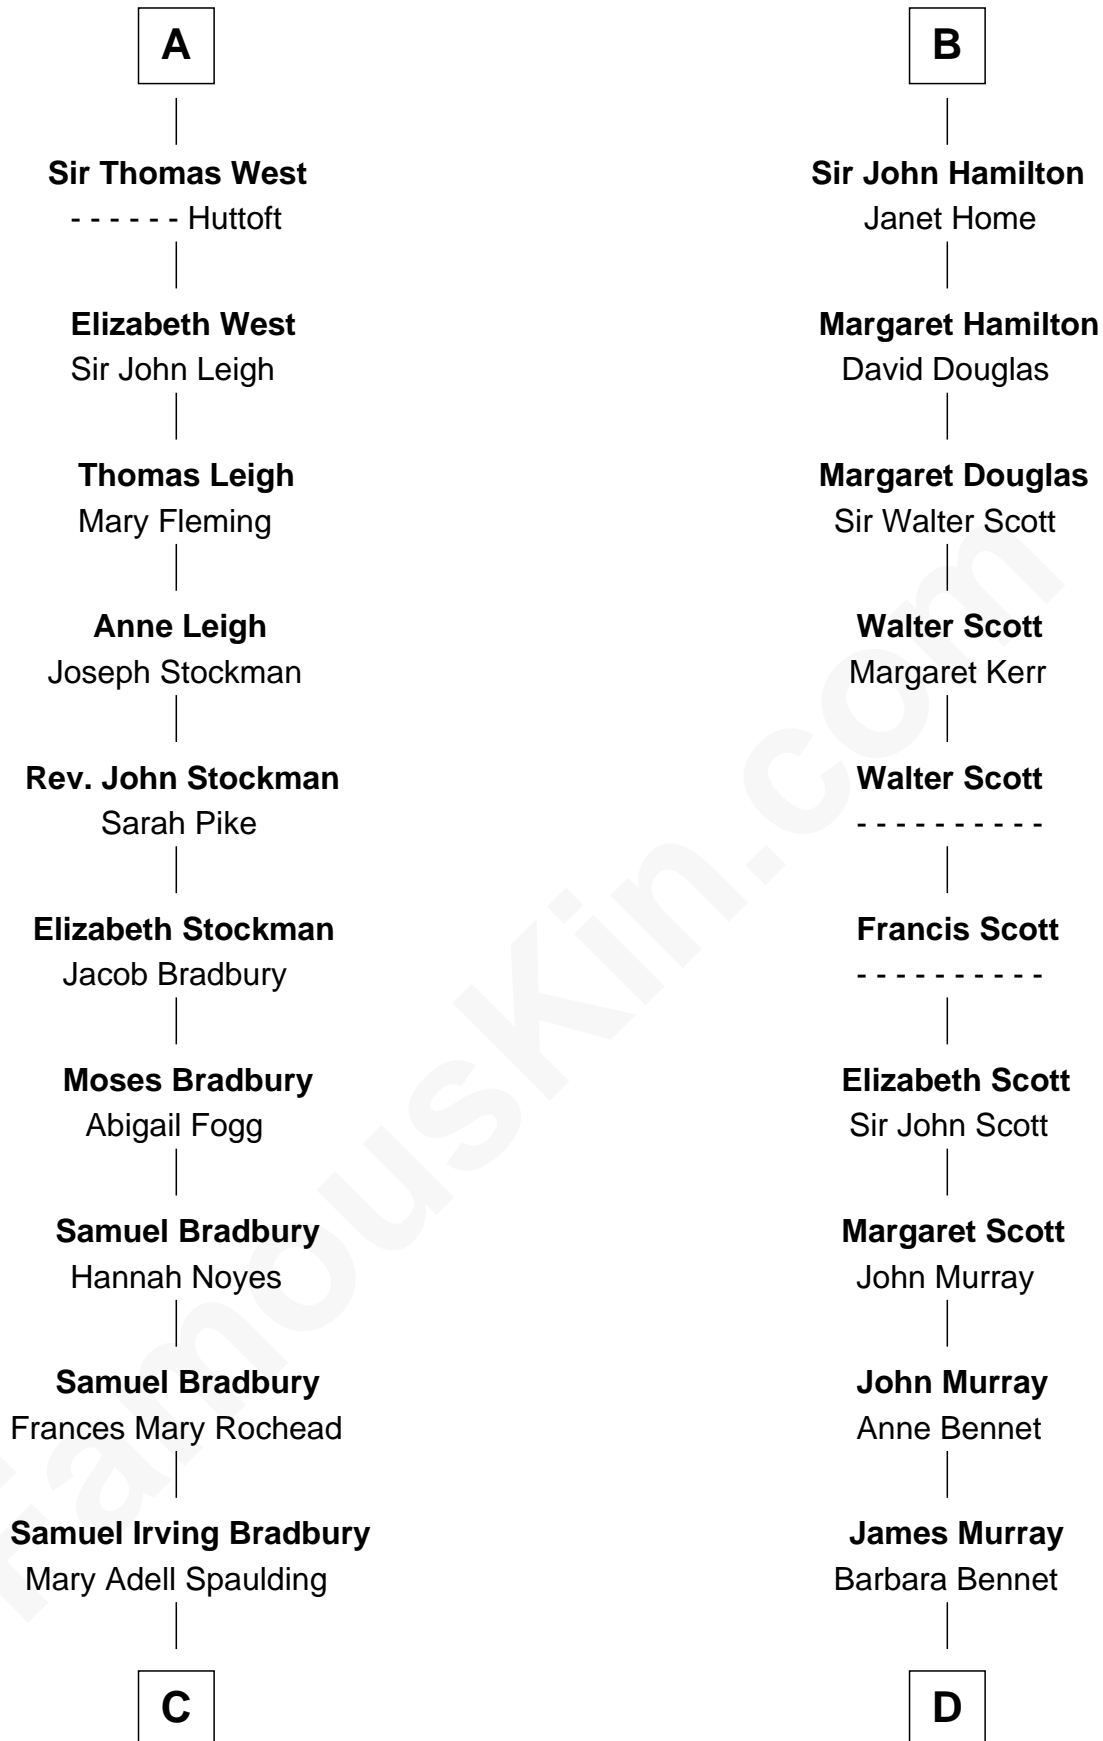 A
Sir Thomas West
- - - - - - Huttoft
Elizabeth West
Sir John Leigh
Thomas Leigh
Mary Fleming
Anne Leigh
Joseph Stockman
Rev. John Stockman
Sarah Pike
Elizabeth Stockman
Jacob Bradbury
Moses Bradbury
Abigail Fogg
Samuel Bradbury
Hannah Noyes
Samuel Bradbury
Frances Mary Rochead
Samuel Irving Bradbury
Mary Adell Spaulding
C
B
Sir John Hamilton
Janet Home
Margaret Hamilton
David Douglas
Margaret Douglas
Sir Walter Scott
Walter Scott
Margaret Kerr
Walter Scott
- - - - - - - - - -
Francis Scott
- - - - - - - - - -
Elizabeth Scott
Sir John Scott
Margaret Scott
John Murray
John Murray
Anne Bennet
James Murray
Barbara Bennet
D
FamousKin.com